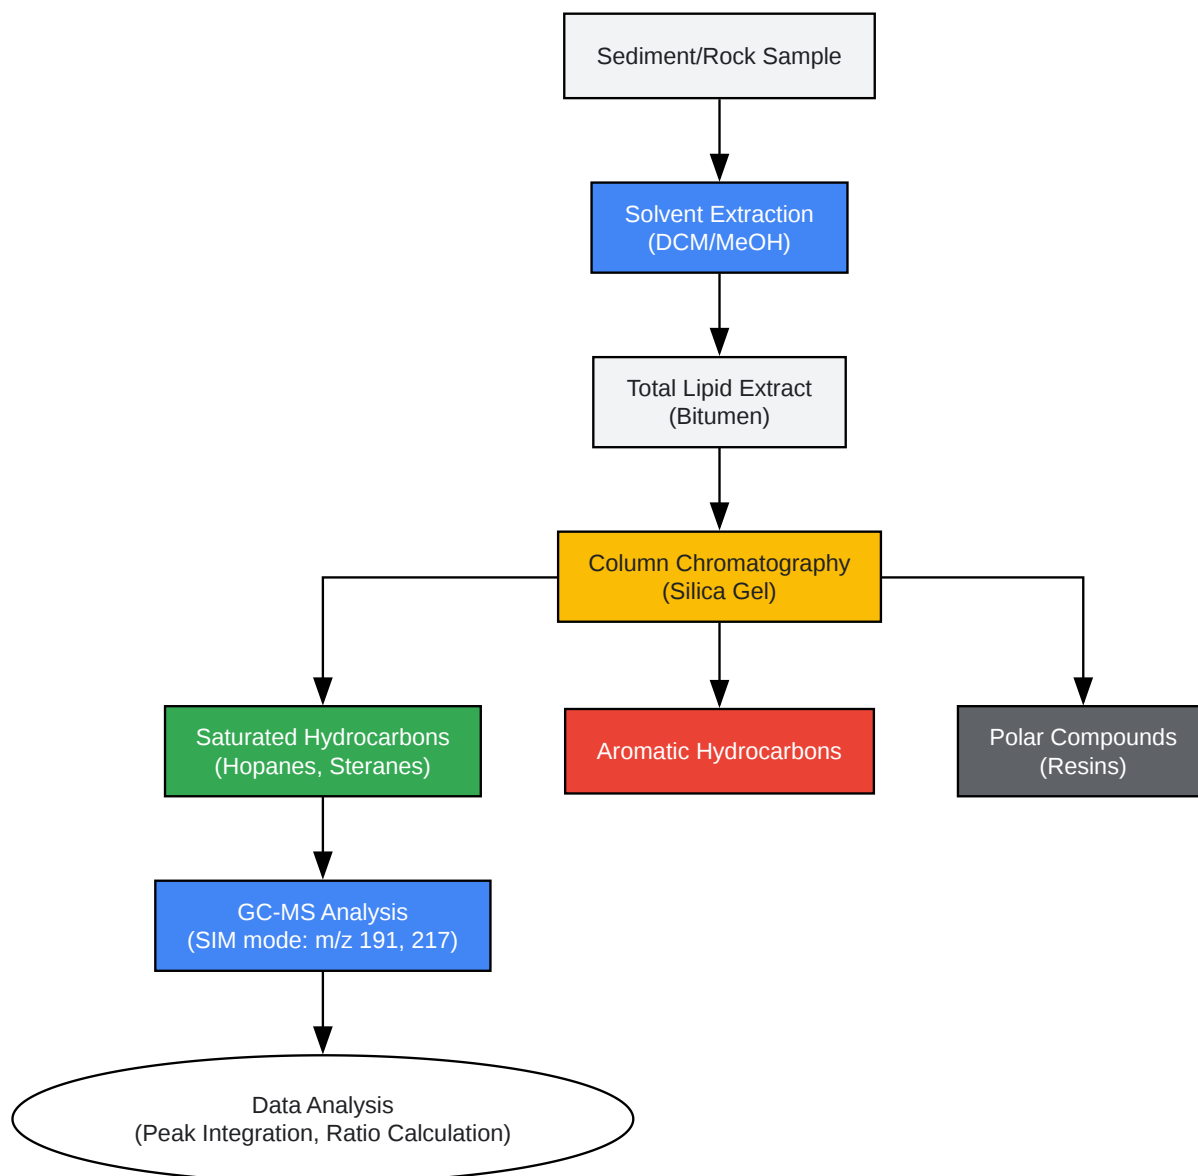 Sediment/Rock Sample
Solvent Extraction
(DCM/MeOH)
Total Lipid Extract
(Bitumen)
Column Chromatography
(Silica Gel)
Saturated Hydrocarbons
(Hopanes, Steranes)
Aromatic Hydrocarbons
Polar Compounds
(Resins)
GC-MS Analysis
(SIM mode: m/z 191, 217)
Data Analysis
(Peak Integration, Ratio Calculation)